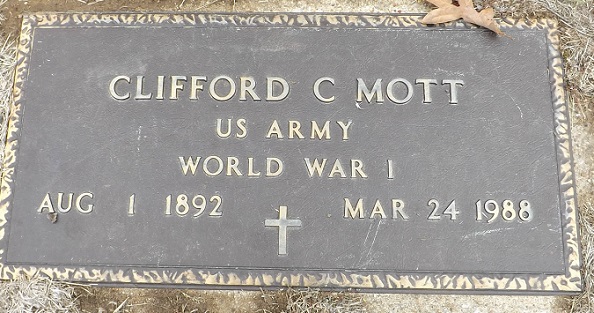 CLIFFORD C MOTT
US ARMY
WORLD WAR I
AUG 1 1892 MAR 24 1988